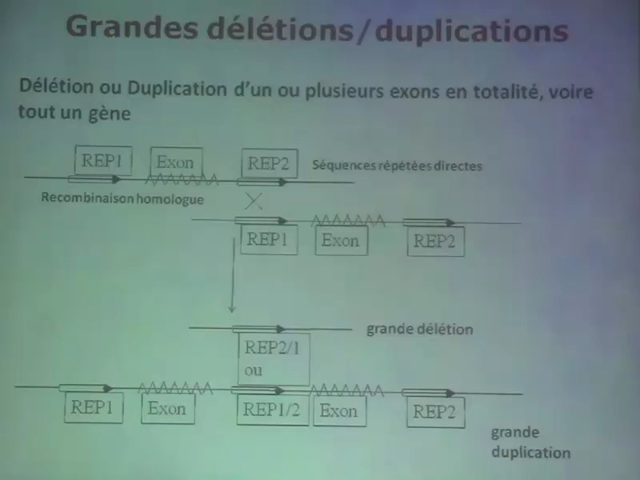 Grandes délétions/duplications
Délétion ou Duplication d'un ou plusieurs exons en totalité, voire
tout un gène
REP1 Exon REP2 Séquences répétées directes
Recombinaison homologue
REP1 Exon REP2
grande délétion
REP2/1
ou
REP1 Exon REP1/2 Exon REP2
grande
duplication